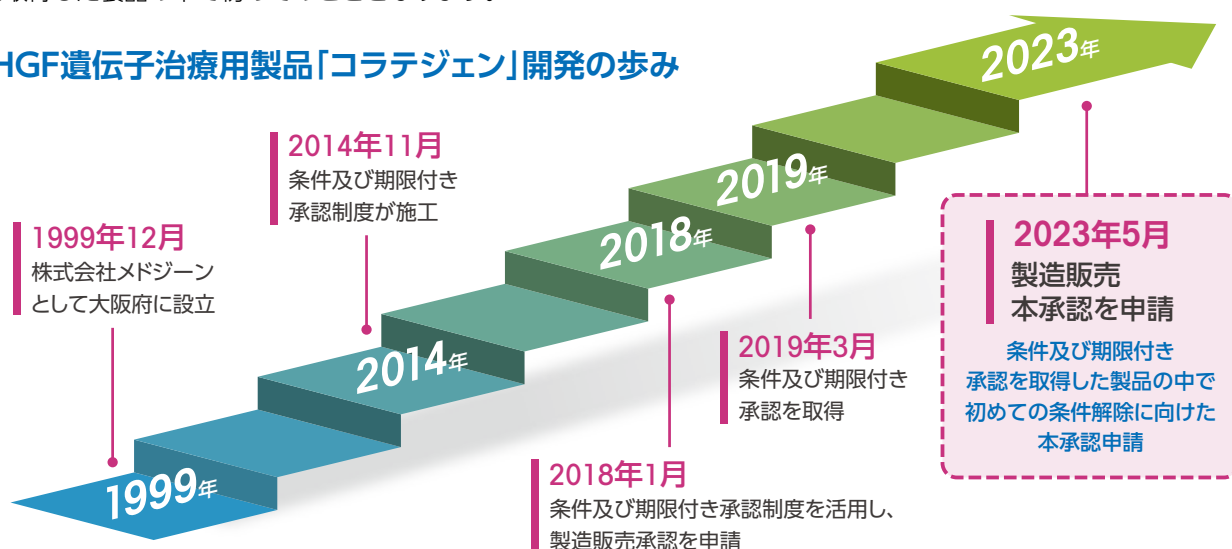 HGF遺伝子治療用製品「コラテジェン」開発の歩み
2023年
2014年11月
条件及び期限付き
承認制度が施工
2019年
1999年12月
株式会社メドジーン
として大阪府に設立
2018年
2023年5月
製造販売
本承認を申請
条件及び期限付き
承認を取得した製品の中で
初めての条件解除に向けた
本承認申請
2014年
2019年3月
条件及び期限付き
承認を取得
1999年
2018年1月
条件及び期限付き承認制度を活用し、
製造販売承認を申請